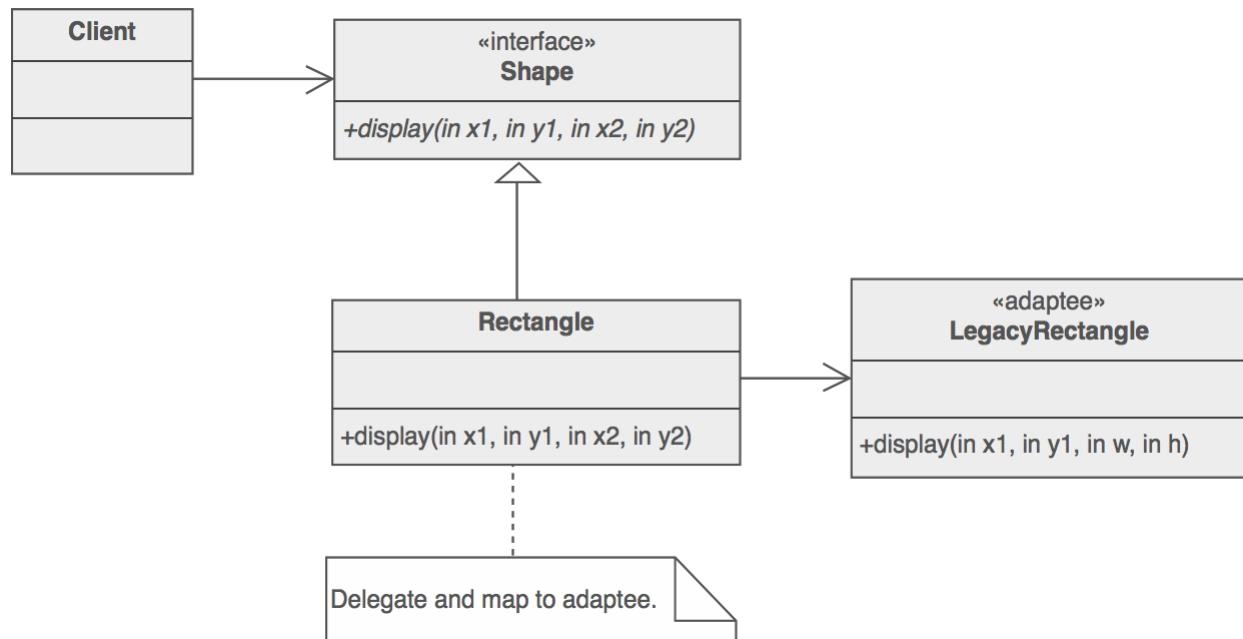 Client
«interface»
Shape
+display(in x1, in y1, in x2, in y2)
Rectangle
+display(in x1, in y1, in x2, in y2)
«adaptee»
LegacyRectangle
+display(in x1, in y1, in w, in h)
Delegate and map to adaptee.